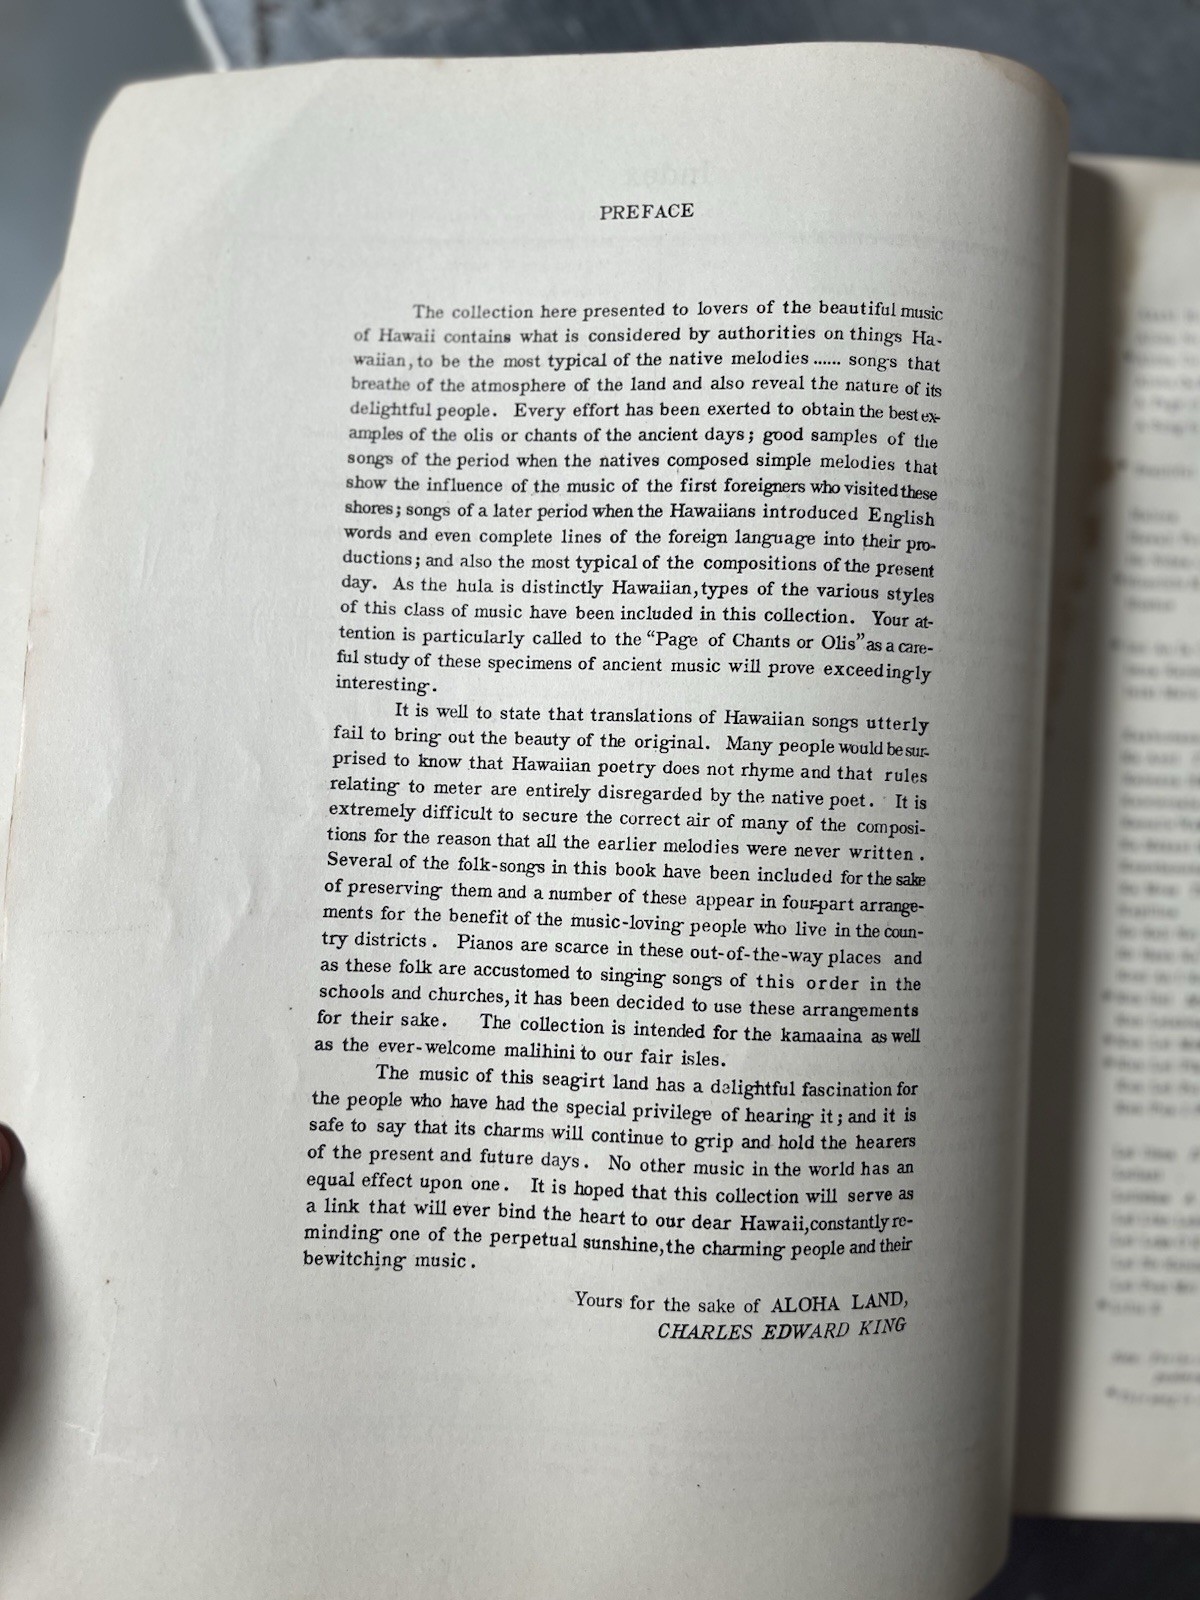 PREFACE
The collection here presented to lovers of the beautiful music
of Hawaii contains what is considered by authorities on things Ha-
waiian, to be the most typical of the native melodies ...... songs that
breathe of the atmosphere of the land and also reveal the nature of its
delightful people. Every effort has been exerted to obtain the best ex-
amples of the olis or chants of the ancient days; good samples of the
songs of the period when the natives composed simple melodies that
show the influence of the music of the first foreigners who visited these
shores; songs of a later period when the Hawaiians introduced English
words and even complete lines of the foreign language into their pro-
ductions; and also the most typical of the compositions of the present
day. As the hula is distinctly Hawaiian, types of the various styles
of this class of music have been included in this collection. Your at-
tention is particularly called to the "Page of Chants or Olis" as a care-
ful study of these specimens of ancient music will prove exceedingly
interesting.
It is well to state that translations of Hawaiian songs utterly
fail to bring out the beauty of the original. Many people would be sur-
prised to know that Hawaiian poetry does not rhyme and that rules
relating to meter are entirely disregarded by the native poet. It is
extremely difficult to secure the correct air of many of the composi-
tions for the reason that all the earlier melodies were never written.
Several of the folk-songs in this book have been included for the sake
of preserving them and a number of these appear in four-part arrange-
ments for the benefit of the music-loving people who live in the coun-
try districts. Pianos are scarce in these out-of-the-way places and
as these folk are accustomed to singing songs of this order in the
schools and churches, it has been decided to use these arrangements
for their sake. The collection is intended for the kamaaina as well
as the ever-welcome malihini to our fair isles.
The music of this seagirt land has a delightful fascination for
the people who have had the special privilege of hearing it; and it is
safe to say that its charms will continue to grip and hold the hearers
of the present and future days. No other music in the world has an
equal effect upon one. It is hoped that this collection will serve as
a link that will ever bind the heart to our dear Hawaii, constantly re-
minding one of the perpetual sunshine, the charming people and their
bewitching music.
Yours for the sake of ALOHA LAND,
CHARLES EDWARD KING